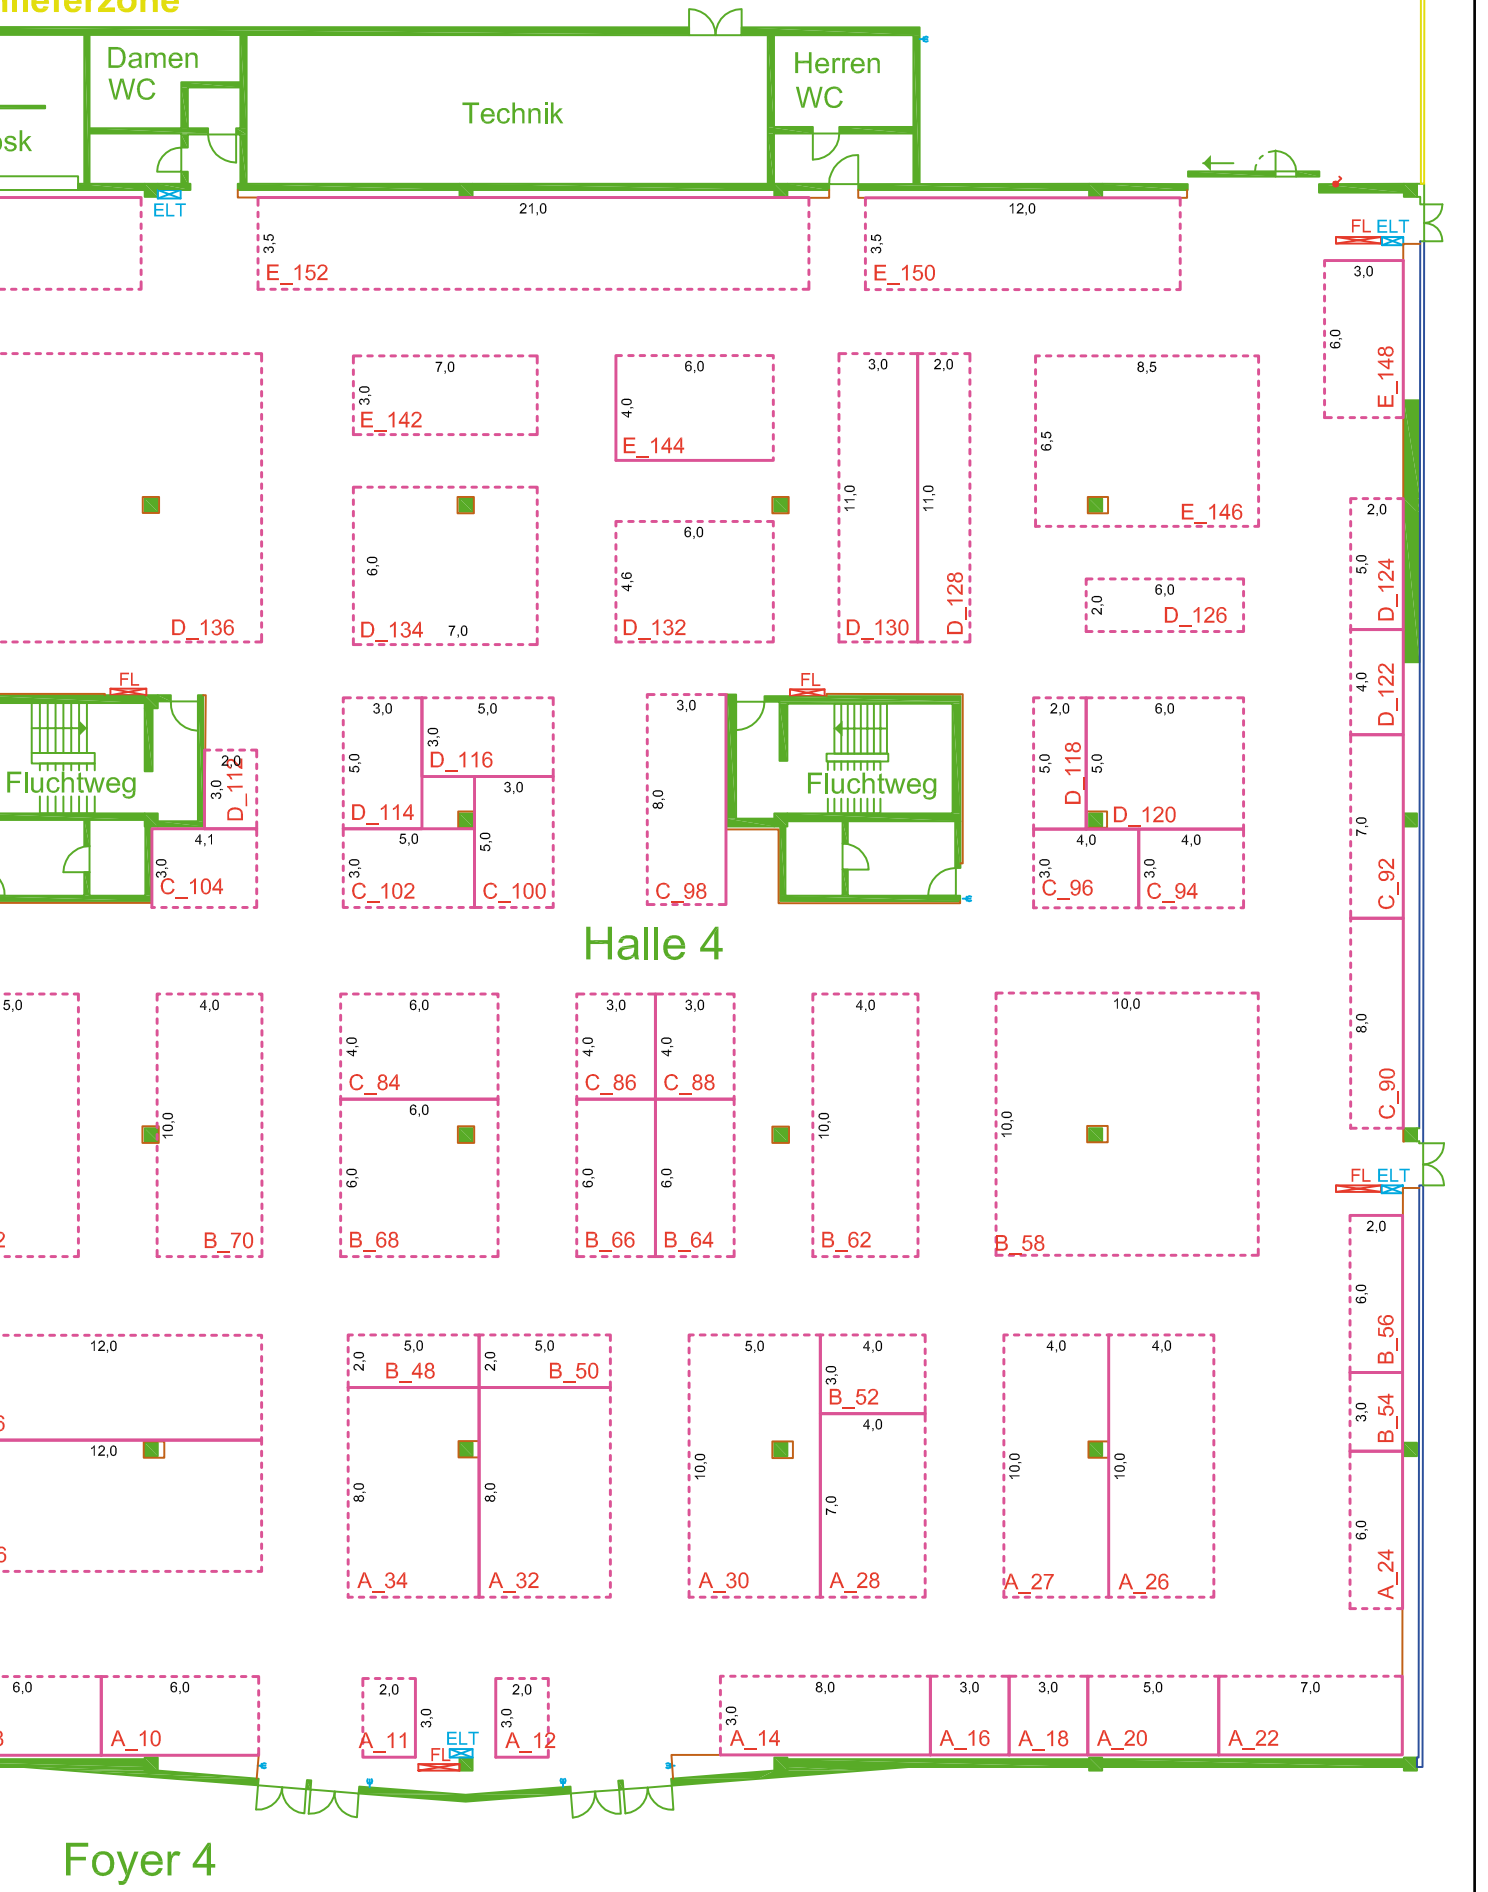 Damen
WC
Technik
Herren
WC
ELT
21,0
3,5
E_152
12,0
3,5
E_150
FL ELT
3,0
6,0
E_148
7,0
3,0
E_142
6,0
4,0
E_144
3,0
2,0
11,0
11,0
8,5
6,5
E_146
2,0
5,0
D_124
D_136
6,0
D_134
7,0
6,0
4,6
D_132
D_130
D_128
6,0
2,0
D_126
4,0
D_122
FL
FL
Fluchtweg
2,0
3,0
D_112
4,1
3,0
C_104
3,0
5,0
D_114
5,0
3,0
D_116
5,0
3,0
C_102
3,0
5,0
C_100
3,0
8,0
C_98
Fluchtweg
2,0
5,0
D_118
6,0
5,0
D_120
4,0
3,0
C_96
4,0
3,0
C_94
7,0
C_92
Halle 4
5,0
4,0
10,0
B_70
6,0
4,0
C_84
6,0
6,0
B_68
3,0
4,0
C_86
3,0
4,0
C_88
6,0
B_66
6,0
B_64
4,0
10,0
B_62
10,0
10,0
B_58
8,0
C_90
FL ELT
2,0
6,0
B_56
12,0
12,0
5,0
2,0
B_48
5,0
2,0
B_50
8,0
A_34
8,0
A_32
5,0
10,0
A_30
4,0
3,0
B_52
4,0
7,0
A_28
4,0
10,0
A_27
4,0
10,0
A_26
3,0
B_54
6,0
A_24
6,0
6,0
A_10
2,0
3,0
A_11
ELT
FL
2,0
3,0
A_12
8,0
3,0
A_14
3,0
A_16
3,0
A_18
5,0
A_20
7,0
A_22
Foyer 4